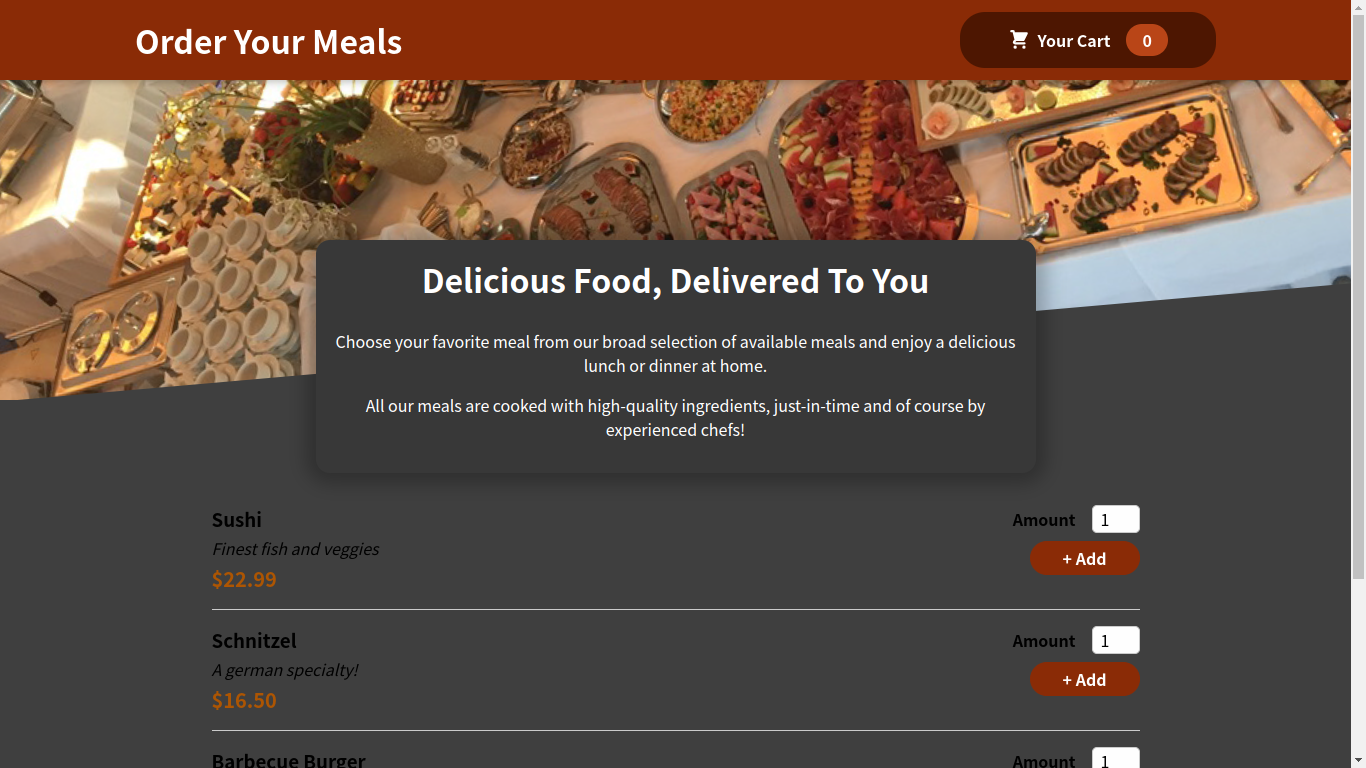 Order Your Meals
Your Cart 0
Delicious Food, Delivered To You
Choose your favorite meal from our broad selection of available meals and enjoy a delicious
lunch or dinner at home.
All our meals are cooked with high-quality ingredients, just-in-time and of course by
experienced chefs!
Sushi
Amount 1
Finest fish and veggies
+ Add
$22.99
Schnitzel
Amount 1
A german specialty!
+ Add
$16.50
Barbecue Burger
Amount 1